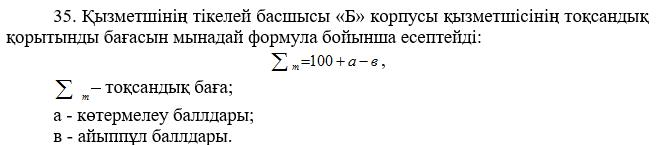 35. Қызметшінің тікелей басшысы «Б» корпусы қызметшісінің тоқсандық
қорытынды бағасын мынадай формула бойынша есептейді:
∑ т=100 + а − в ,
∑ т – тоқсандық баға;
а - көтермелеу баллдары;
в - айыппұл баллдары.